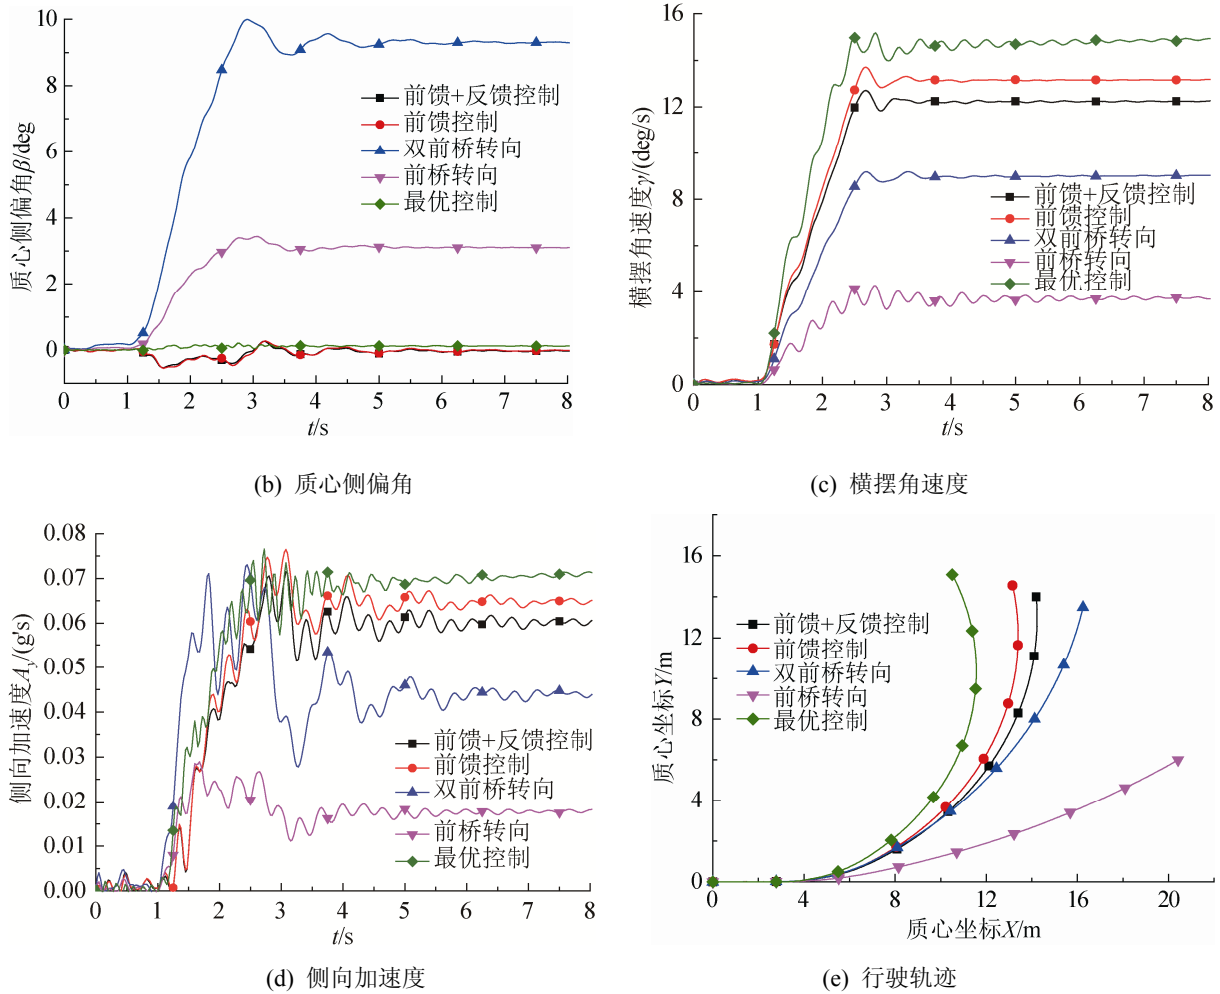 10
8
6
4
2
0
质心侧偏角β/deg
前馈+反馈控制
前馈控制
双前桥转向
前桥转向
最优控制
0 1 2 3 4 5 6 7 8
t/s
(b) 质心侧偏角
16
12
8
4
0
横摆角速度γ/(deg/s)
前馈+反馈控制
前馈控制
双前桥转向
前桥转向
最优控制
0 1 2 3 4 5 6 7 8
t/s
(c) 横摆角速度
0.08
0.07
0.06
0.05
0.04
0.03
0.02
0.01
0.00
侧向加速度Ay/(g's)
前馈+反馈控制
前馈控制
双前桥转向
前桥转向
最优控制
0 1 2 3 4 5 6 7 8
t/s
(d) 侧向加速度
16
12
8
4
0
质心坐标Y/m
前馈+反馈控制
前馈控制
双前桥转向
前桥转向
最优控制
0 4 8 12 16 20
质心坐标X/m
(e) 行驶轨迹